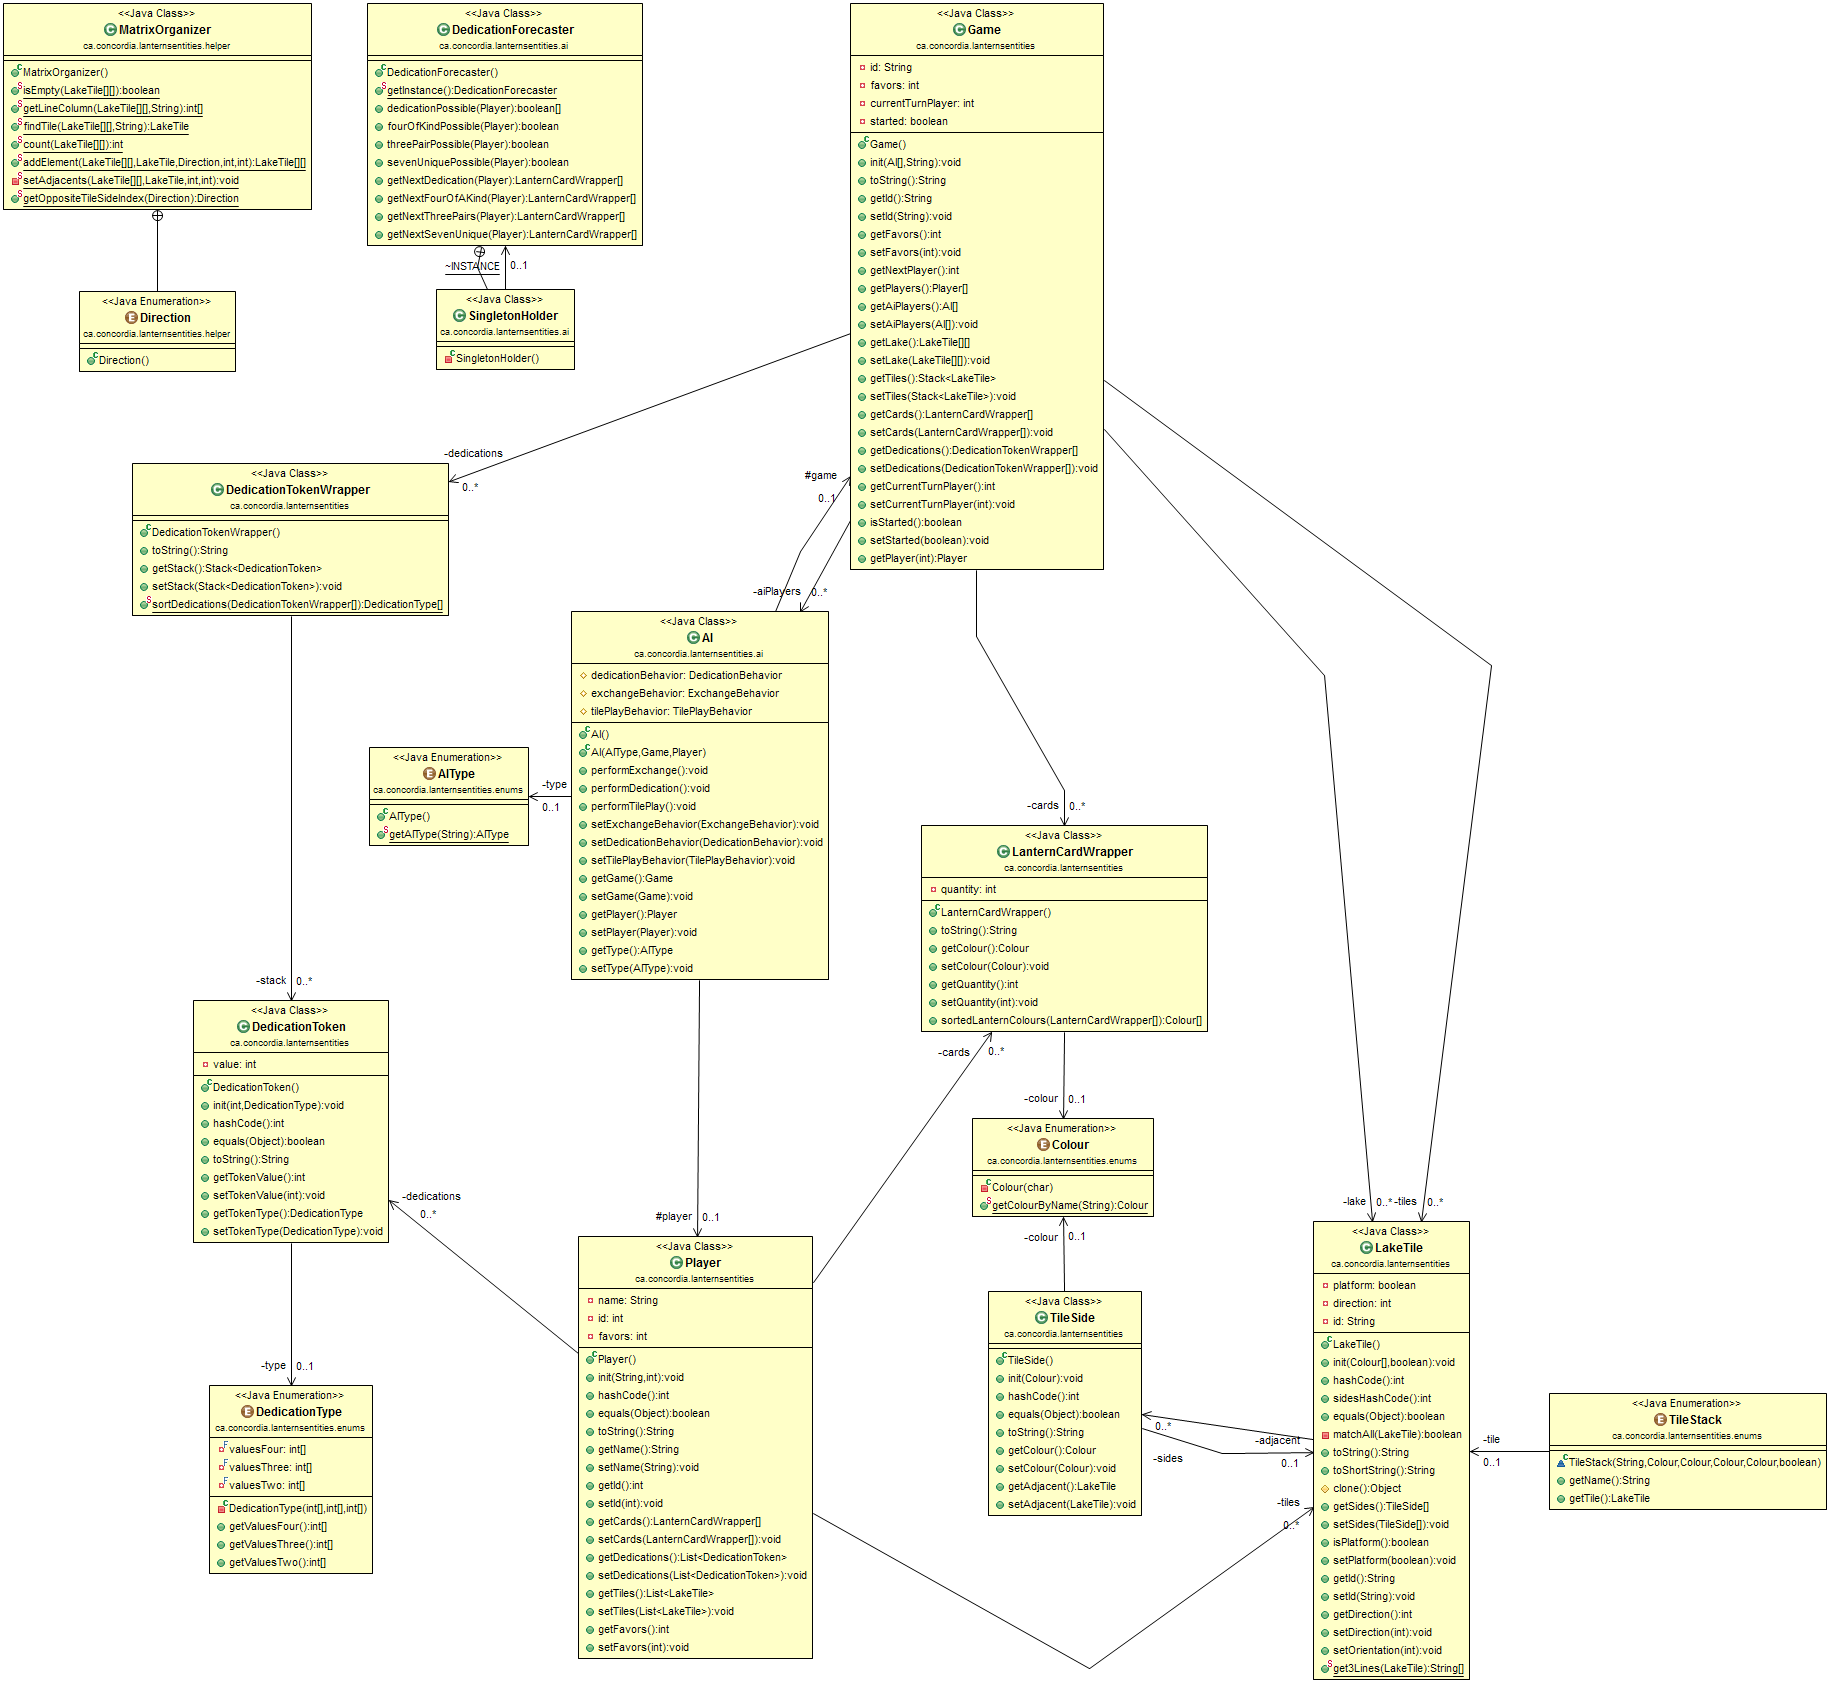 <<Java Class>>
MatrixOrganizer
ca.concordia.lanternsentities.helper
MatrixOrganizer()
isEmpty(LakeTile[][]):boolean
getLineColumn(LakeTile[][],String):int[]
findTile(LakeTile[][],String):LakeTile
count(LakeTile[][]):int
addElement(LakeTile[][],LakeTile,Direction,int,int):LakeTile[][]
setAdjacents(LakeTile[][],LakeTile,int,int):void
getOppositeTileSideIndex(Direction):Direction
<<Java Class>>
DedicationForecaster
ca.concordia.lanternsentities.ai
DedicationForecaster()
getInstance():DedicationForecaster
dedicationPossible(Player):boolean[]
fourOfKindPossible(Player):boolean
threePairPossible(Player):boolean
sevenUniquePossible(Player):boolean
getNextDedication(Player):LanternCardWrapper[]
getNextFourOfAKind(Player):LanternCardWrapper[]
getNextThreePairs(Player):LanternCardWrapper[]
getNextSevenUnique(Player):LanternCardWrapper[]
~INSTANCE
0..1
<<Java Class>>
Game
ca.concordia.lanternsentities
id: String
favors: int
currentTurnPlayer: int
started: boolean
Game()
init(AI[],String):void
toString():String
getId():String
setId(String):void
getFavors():int
setFavors(int):void
getNextPlayer():int
getPlayers():Player[]
getAiPlayers():AI[]
setAiPlayers(AI[]):void
getLake():LakeTile[][]
setLake(LakeTile[][]):void
getTiles():Stack<LakeTile>
setTiles(Stack<LakeTile>):void
getCards():LanternCardWrapper[]
setCards(LanternCardWrapper[]):void
getDedications():DedicationTokenWrapper[]
setDedications(DedicationTokenWrapper[]):void
getCurrentTurnPlayer():int
setCurrentTurnPlayer(int):void
isStarted():boolean
setStarted(boolean):void
getPlayer(int):Player
<<Java Enumeration>>
Direction
ca.concordia.lanternsentities.helper
Direction()
<<Java Class>>
SingletonHolder
ca.concordia.lanternsentities.ai
SingletonHolder()
-dedications
0..*
<<Java Class>>
DedicationTokenWrapper
ca.concordia.lanternsentities
DedicationTokenWrapper()
toString():String
getStack():Stack<DedicationToken>
setStack(Stack<DedicationToken>):void
sortDedications(DedicationTokenWrapper[]):DedicationType[]
#game
0..1
-aiPlayers
0..*
<<Java Class>>
AI
ca.concordia.lanternsentities.ai
dedicationBehavior: DedicationBehavior
exchangeBehavior: ExchangeBehavior
tilePlayBehavior: TilePlayBehavior
AI()
AI(AIType,Game,Player)
performExchange():void
performDedication():void
performTilePlay():void
setExchangeBehavior(ExchangeBehavior):void
setDedicationBehavior(DedicationBehavior):void
setTilePlayBehavior(TilePlayBehavior):void
getGame():Game
setGame(Game):void
getPlayer():Player
setPlayer(Player):void
getType():AIType
setType(AIType):void
<<Java Enumeration>>
AIType
ca.concordia.lanternsentities.enums
AIType()
getAIType(String):AIType
-type
0..1
-cards
0..*
<<Java Class>>
LanternCardWrapper
ca.concordia.lanternsentities
quantity: int
LanternCardWrapper()
toString():String
getColour():Colour
setColour(Colour):void
getQuantity():int
setQuantity(int):void
sortedLanternColours(LanternCardWrapper[]):Colour[]
-stack
0..*
<<Java Class>>
DedicationToken
ca.concordia.lanternsentities
value: int
DedicationToken()
init(int,DedicationType):void
hashCode():int
equals(Object):boolean
toString():String
getTokenValue():int
setTokenValue(int):void
getTokenType():DedicationType
setTokenType(DedicationType):void
-cards
0..*
-colour
0..1
<<Java Enumeration>>
Colour
ca.concordia.lanternsentities.enums
Colour(char)
getColourByName(String):Colour
-colour
0..1
-dedications
0..*
#player
0..1
<<Java Class>>
Player
ca.concordia.lanternsentities
name: String
id: int
favors: int
Player()
init(String,int):void
hashCode():int
equals(Object):boolean
toString():String
getName():String
setName(String):void
getId():int
setId(int):void
getCards():LanternCardWrapper[]
setCards(LanternCardWrapper[]):void
getDedications():List<DedicationToken>
setDedications(List<DedicationToken>):void
getTiles():List<LakeTile>
setTiles(List<LakeTile>):void
getFavors():int
setFavors(int):void
-type
0..1
<<Java Enumeration>>
DedicationType
ca.concordia.lanternsentities.enums
valuesFour: int[]
valuesThree: int[]
valuesTwo: int[]
DedicationType(int[],int[],int[])
getValuesFour():int[]
getValuesThree():int[]
getValuesTwo():int[]
<<Java Class>>
TileSide
ca.concordia.lanternsentities
TileSide()
init(Colour):void
hashCode():int
equals(Object):boolean
toString():String
getColour():Colour
setColour(Colour):void
getAdjacent():LakeTile
setAdjacent(LakeTile):void
0..*
-sides
-adjacent
0..1
-tiles
0..*
-lake
0..*
-tiles
0..*
<<Java Class>>
LakeTile
ca.concordia.lanternsentities
platform: boolean
direction: int
id: String
LakeTile()
init(Colour[],boolean):void
hashCode():int
sidesHashCode():int
equals(Object):boolean
matchAll(LakeTile):boolean
toString():String
toShortString():String
clone():Object
getSides():TileSide[]
setSides(TileSide[]):void
isPlatform():boolean
setPlatform(boolean):void
getId():String
setId(String):void
getDirection():int
setDirection(int):void
setOrientation(int):void
get3Lines(LakeTile):String[]
-tile
0..1
<<Java Enumeration>>
TileStack
ca.concordia.lanternsentities.enums
TileStack(String,Colour,Colour,Colour,Colour,boolean)
getName():String
getTile():LakeTile